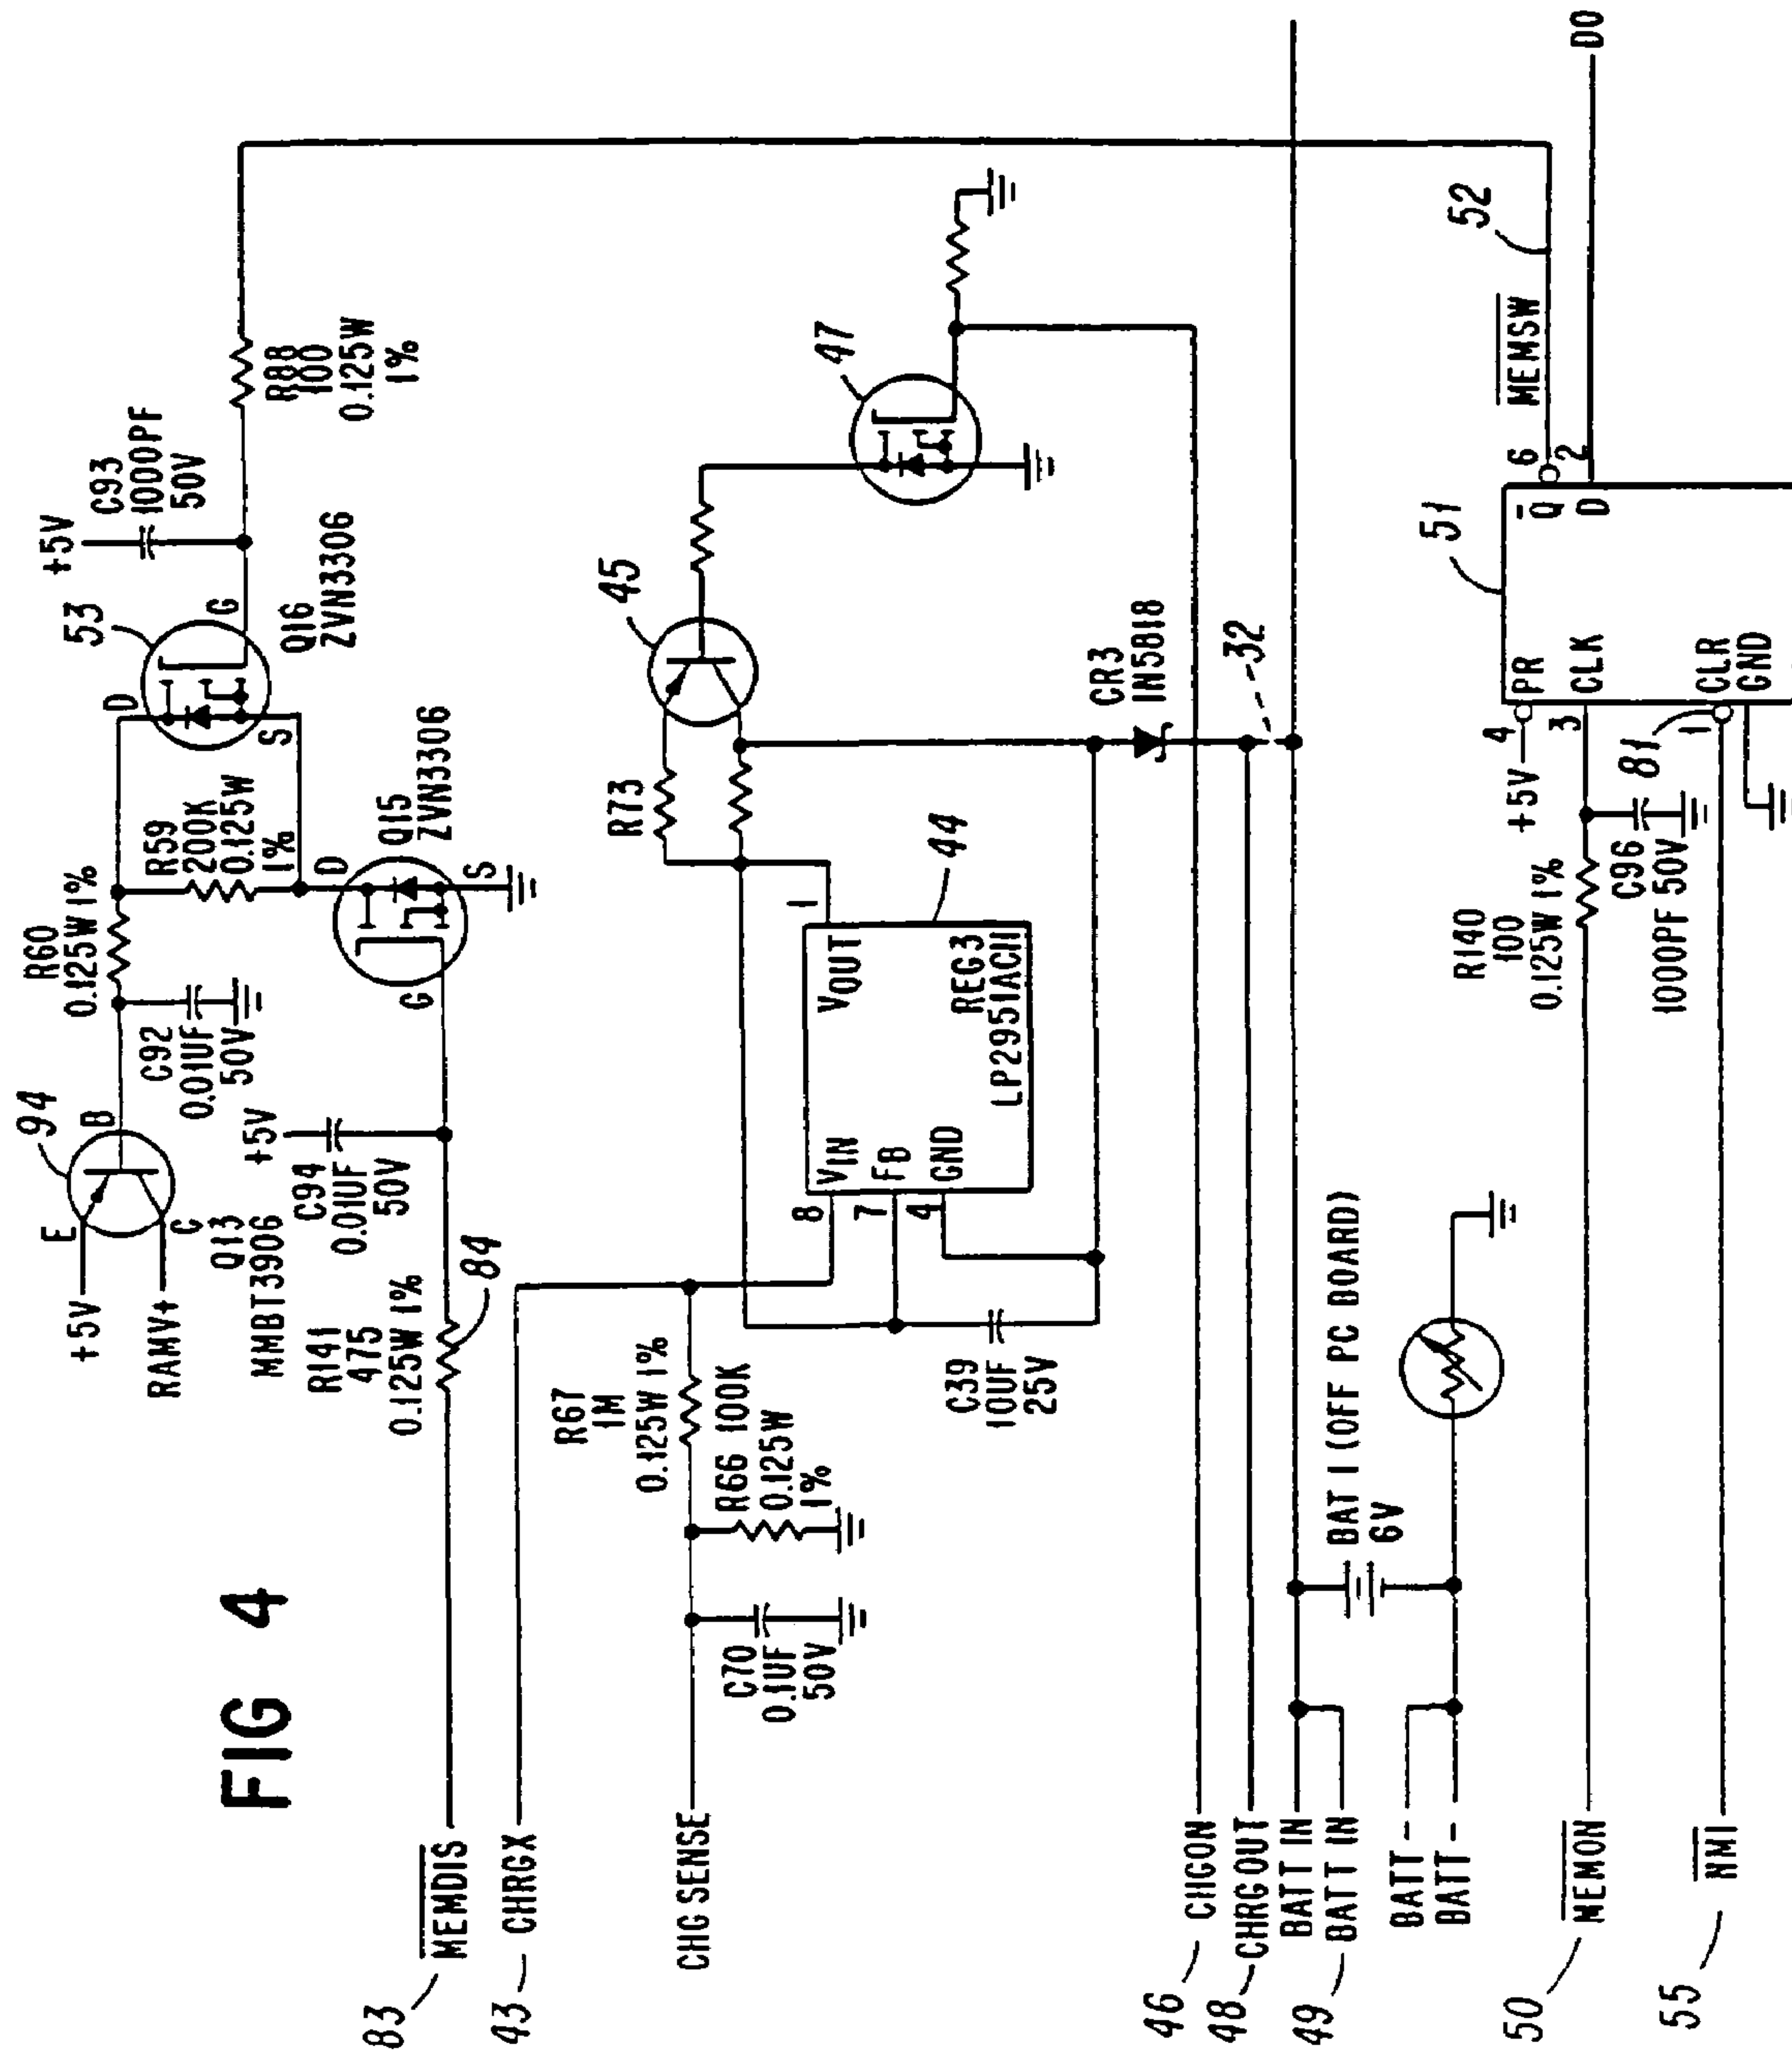 FIG 4
+5V
RAMV+
E
C
B
94
Q13
MMBT3906
C92
0.01UF
50V
R60
0.125W 1%
R59
200K
0.125W
1%
D
S
G
53
Q16
ZVN3306
+5V
C93
1000PF
50V
R88
100
0.125W
1%
D
G
S
Q15
ZVN3306
+5V
C94
0.01UF
50V
R141
475
0.125W 1%
84
83
MEMDIS
43
CHRGX
CHG SENSE
R67
1M
0.125W 1%
R66 100K
0.125W
1%
C70
0.1UF
50V
8
7
4
1
VIN
FB
GND
VOUT
REG3
LP2951ACN
44
C39
10UF
25V
R73
45
47
CR3
1N5818
32
46
CHGON
48
CHRGOUT
BATT IN
49
BATT IN
BATT -
BATT-
BAT 1 (OFF PC BOARD)
6V
50
MEMON
55
NMI
R140
100
0.125W 1%
C96
1000PF 50V
+5V
4
3
81
1
PR
CLK
CLR
GND
Q
D
51
6
2
MEMSW
52
D0